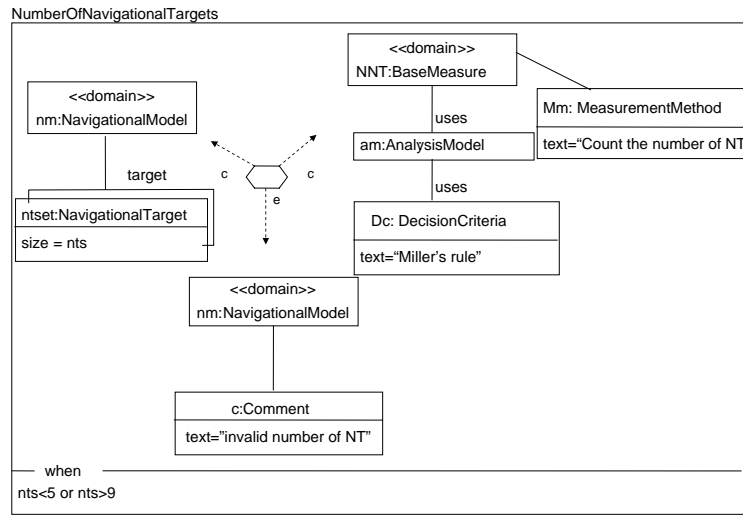 NumberOfNavigationalTargets
<<domain>>
nm:NavigationalModel
target
ntset:NavigationalTarget
size = nts
c
c
e
<<domain>>
NNT:BaseMeasure
uses
am:AnalysisModel
uses
Mm: MeasurementMethod
text="Count the number of NT
Dc: DecisionCriteria
text="Miller's rule"
<<domain>>
nm:NavigationalModel
c:Comment
text="invalid number of NT"
when
nts<5 or nts>9